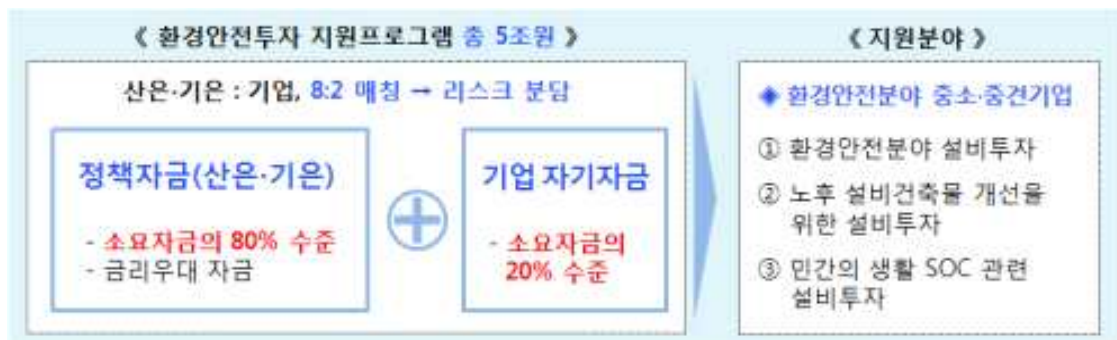 《 환경안전투자 지원프로그램 총 5조원 》
산은·기은 : 기업, 8:2 매칭 → 리스크 분담
정책자금(산은·기은)
- 소요자금의 80% 수준
- 금리우대 자금
기업 자기자금
- 소요자금의
20% 수준
《 지원분야 》
◈ 환경안전분야 중소·중견기업
① 환경안전분야 설비투자
② 노후 설비건축물 개선을
위한 설비투자
③ 민간의 생활 SOC 관련
설비투자